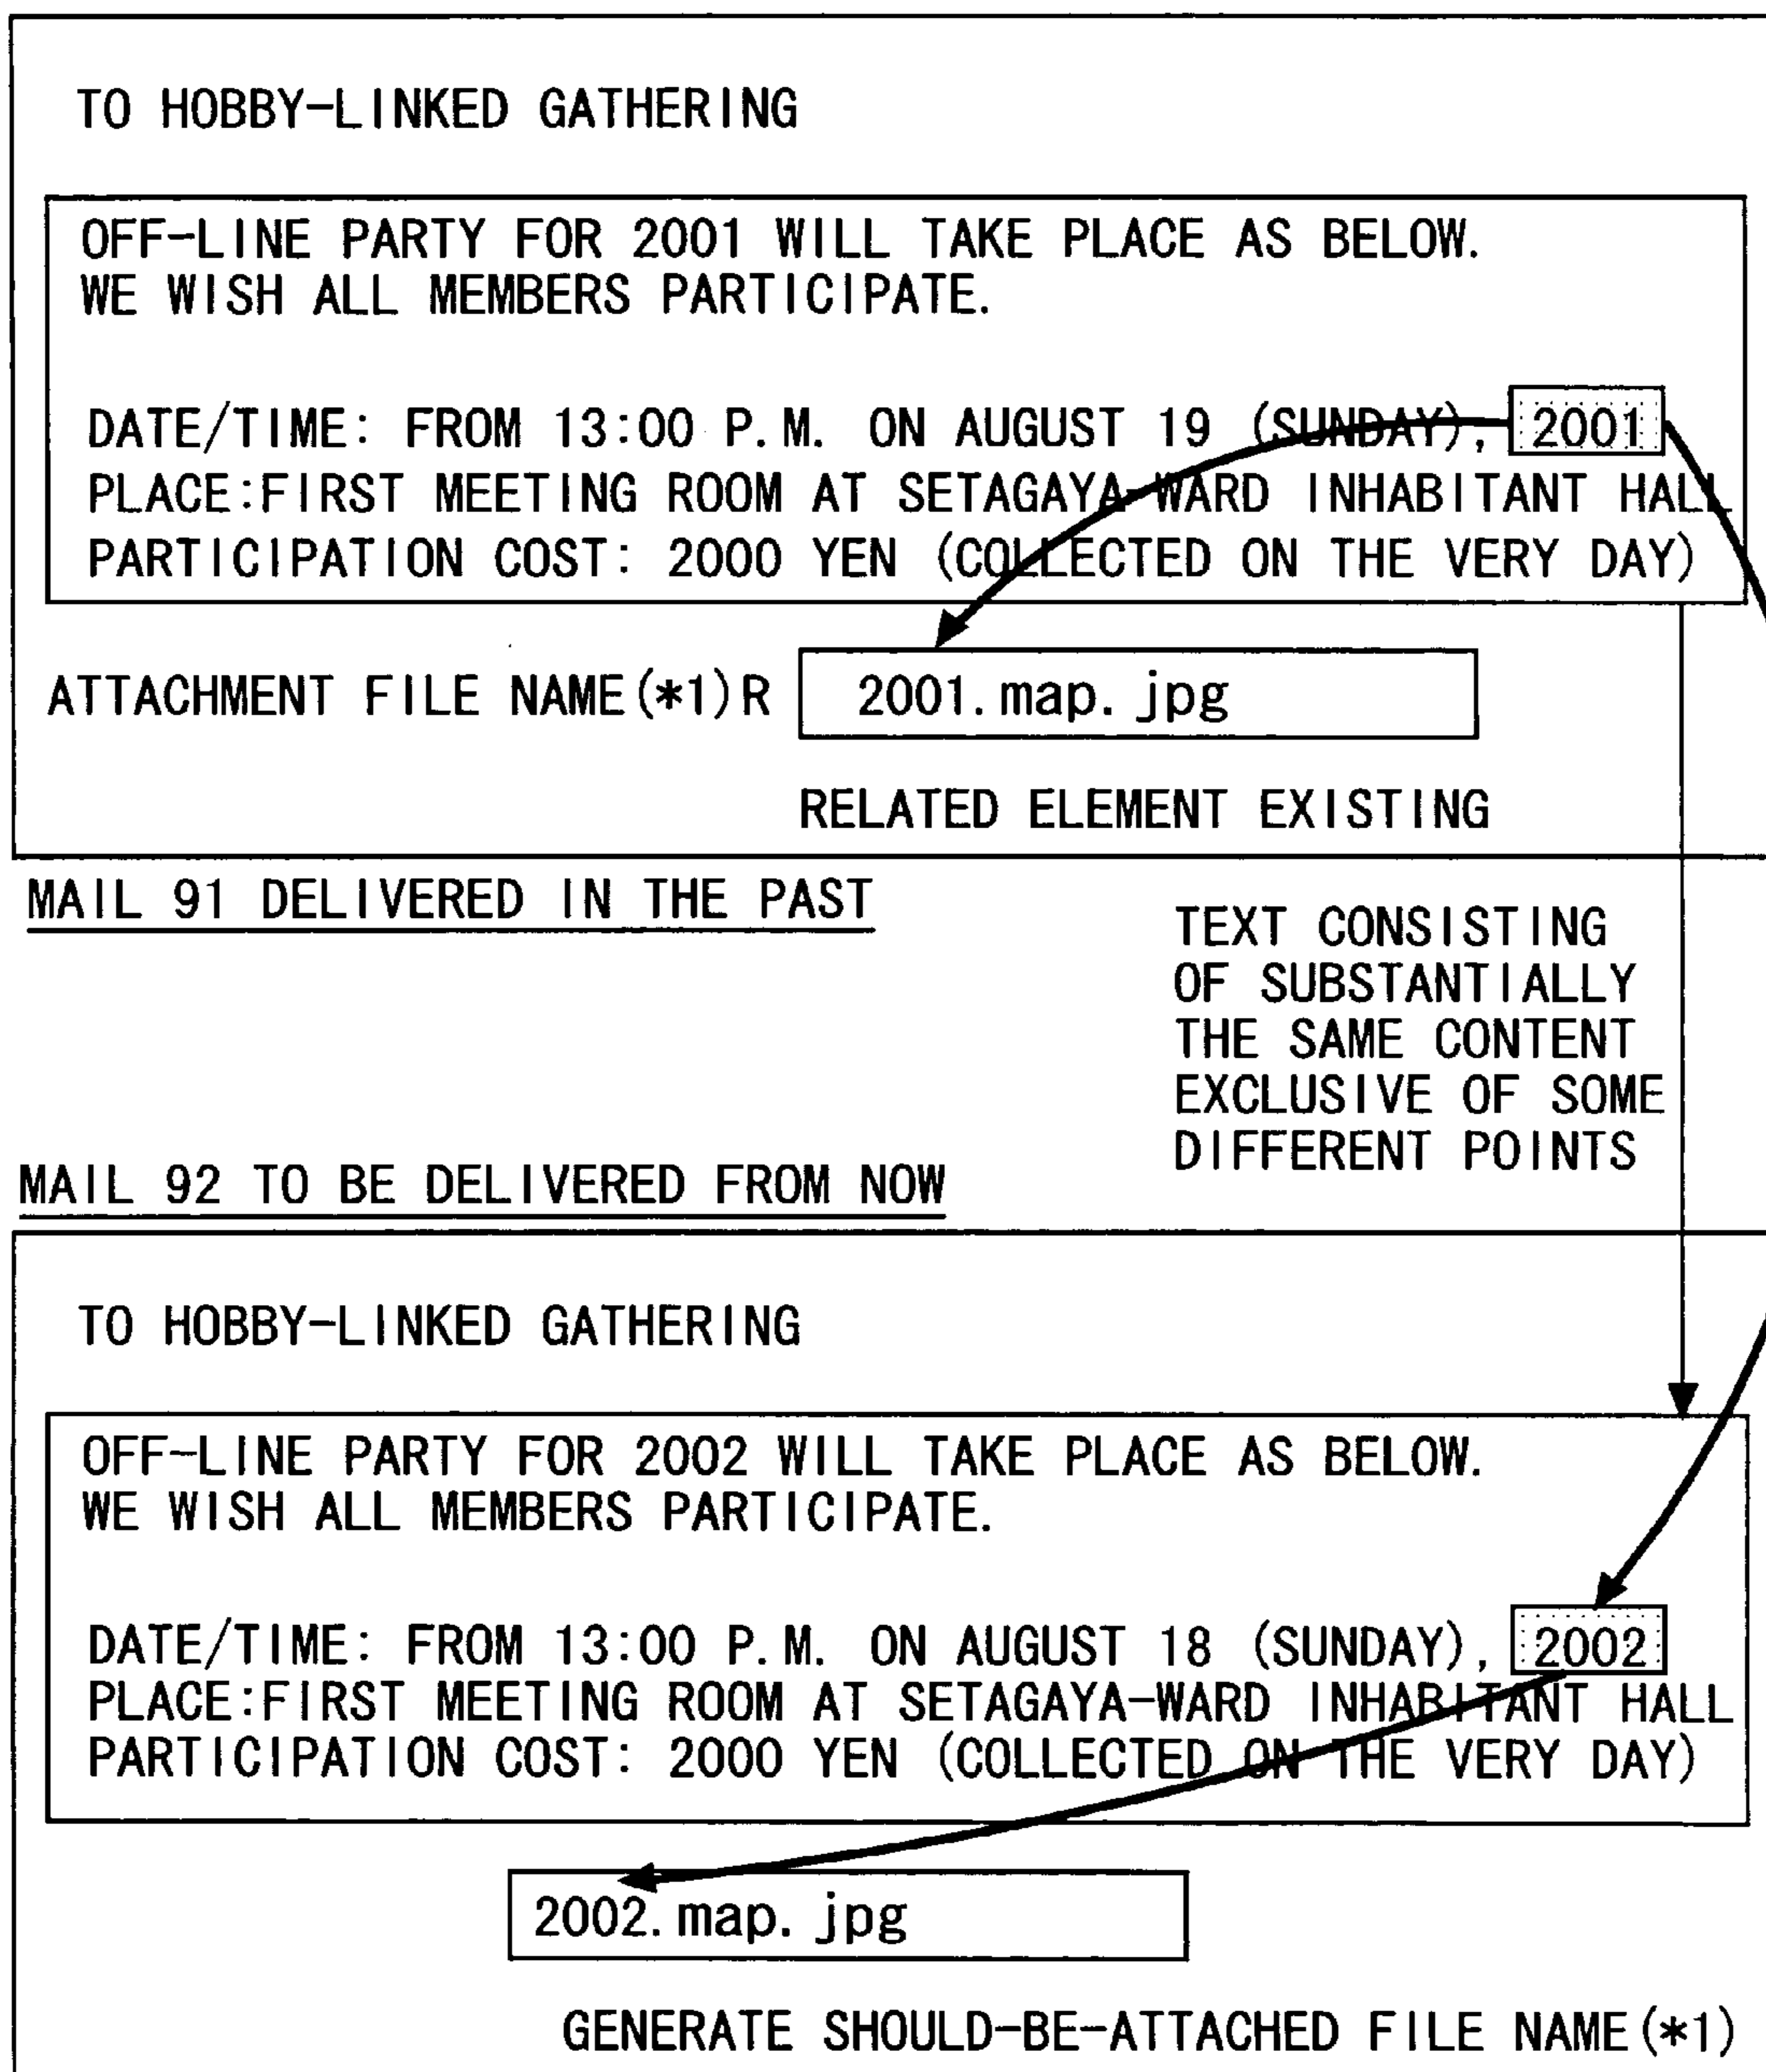 TO HOBBY-LINKED GATHERING
OFF-LINE PARTY FOR 2001 WILL TAKE PLACE AS BELOW.
WE WISH ALL MEMBERS PARTICIPATE.
DATE/TIME: FROM 13:00 P.M. ON AUGUST 19 (SUNDAY), 2001
PLACE:FIRST MEETING ROOM AT SETAGAYA-WARD INHABITANT HALL
PARTICIPATION COST: 2000 YEN (COLLECTED ON THE VERY DAY)
ATTACHMENT FILE NAME(*1)R 2001.map.jpg
RELATED ELEMENT EXISTING
MAIL 91 DELIVERED IN THE PAST
TEXT CONSISTING
OF SUBSTANTIALLY
THE SAME CONTENT
EXCLUSIVE OF SOME
DIFFERENT POINTS
MAIL 92 TO BE DELIVERED FROM NOW
TO HOBBY-LINKED GATHERING
OFF-LINE PARTY FOR 2002 WILL TAKE PLACE AS BELOW.
WE WISH ALL MEMBERS PARTICIPATE.
DATE/TIME: FROM 13:00 P.M. ON AUGUST 18 (SUNDAY), 2002
PLACE:FIRST MEETING ROOM AT SETAGAYA-WARD INHABITANT HALL
PARTICIPATION COST: 2000 YEN (COLLECTED ON THE VERY DAY)
2002.map.jpg
GENERATE SHOULD-BE-ATTACHED FILE NAME(*1)